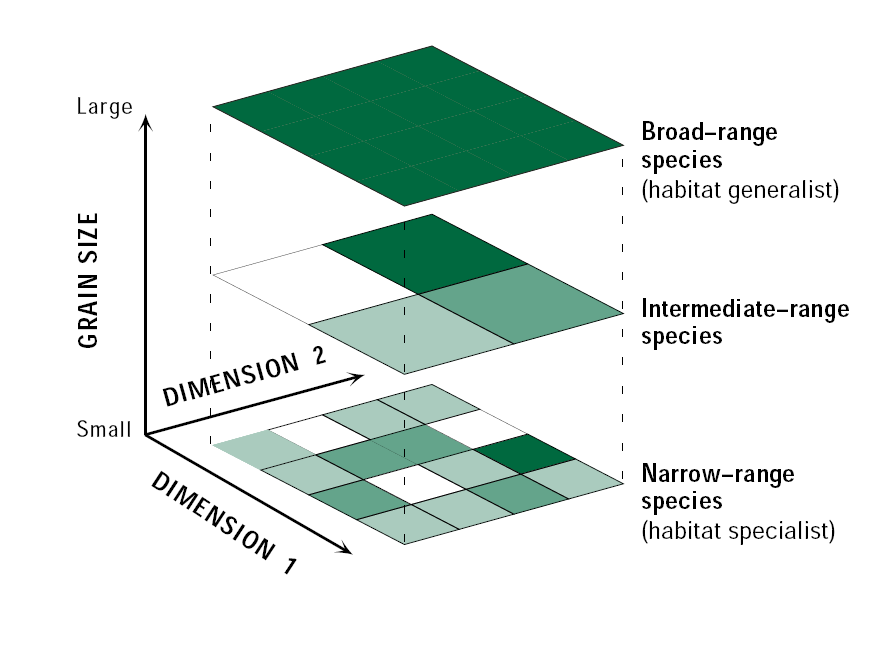 Large
Broad–range
species
(habitat generalist)
GRAIN SIZE
Intermediate–range
species
DIMENSION 2
Small
DIMENSION 1
Narrow–range
species
(habitat specialist)